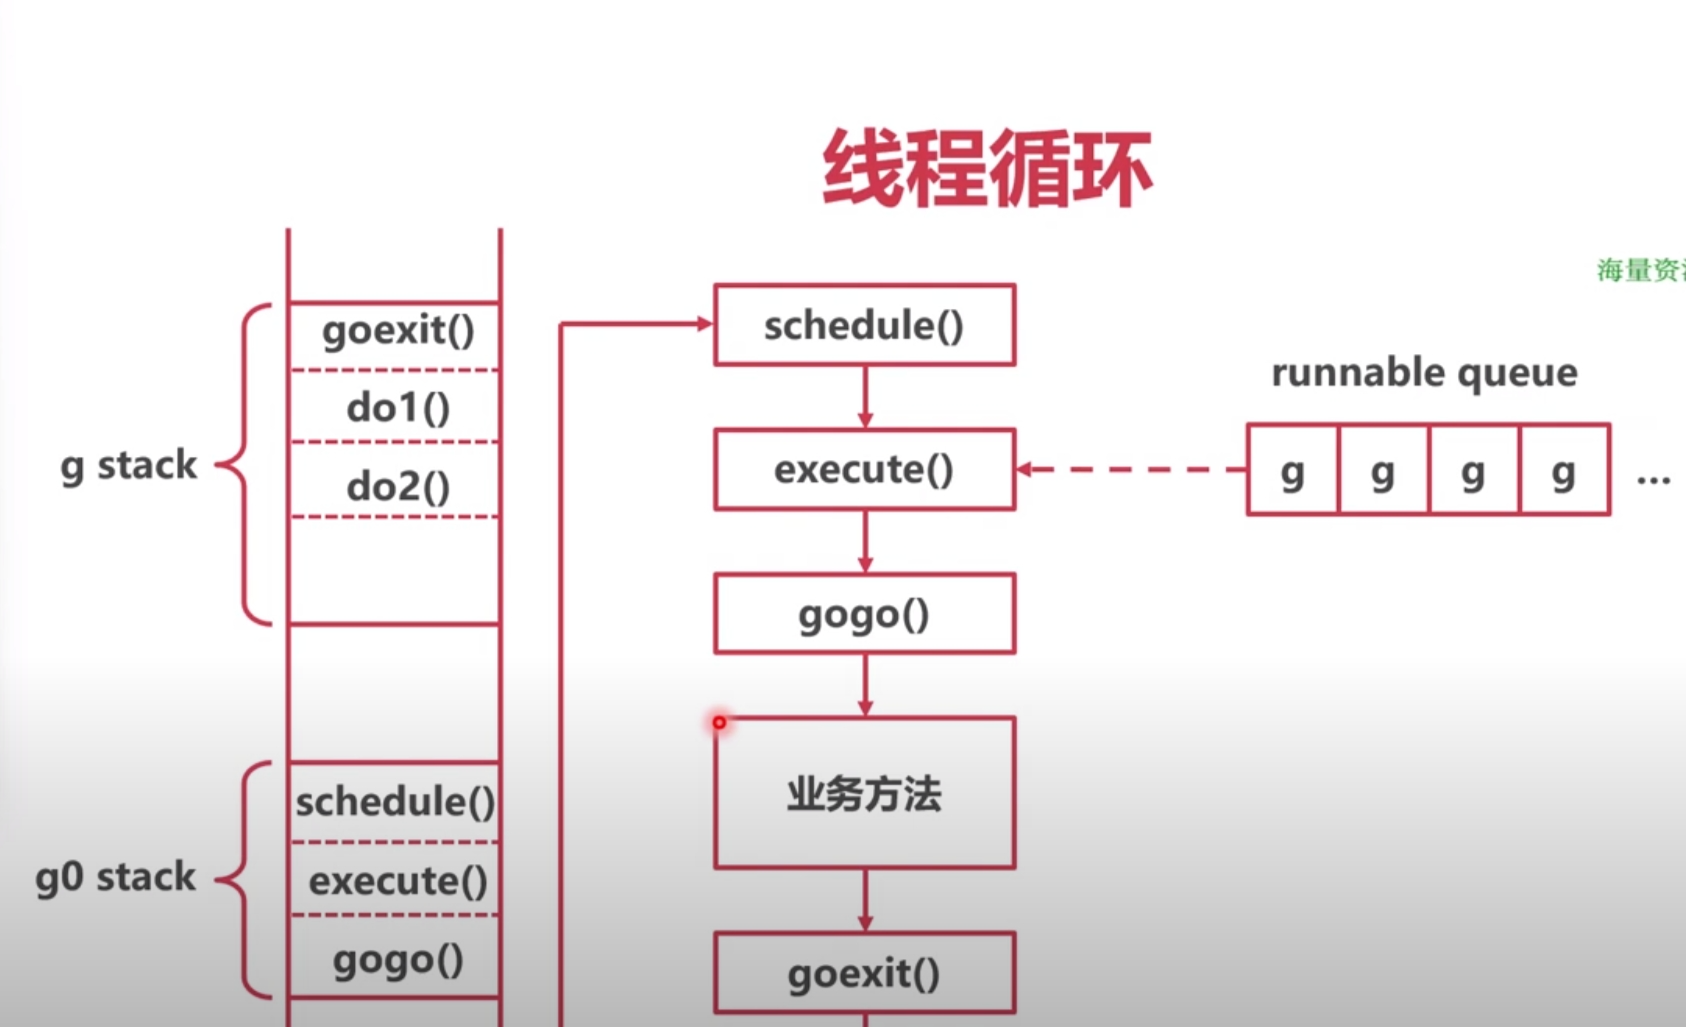 线程循环
海量资
g stack
goexit()
do1()
do2()
g0 stack
schedule()
execute()
gogo()
schedule()
execute()
gogo()
业务方法
goexit()
runnable queue
g g g g ...